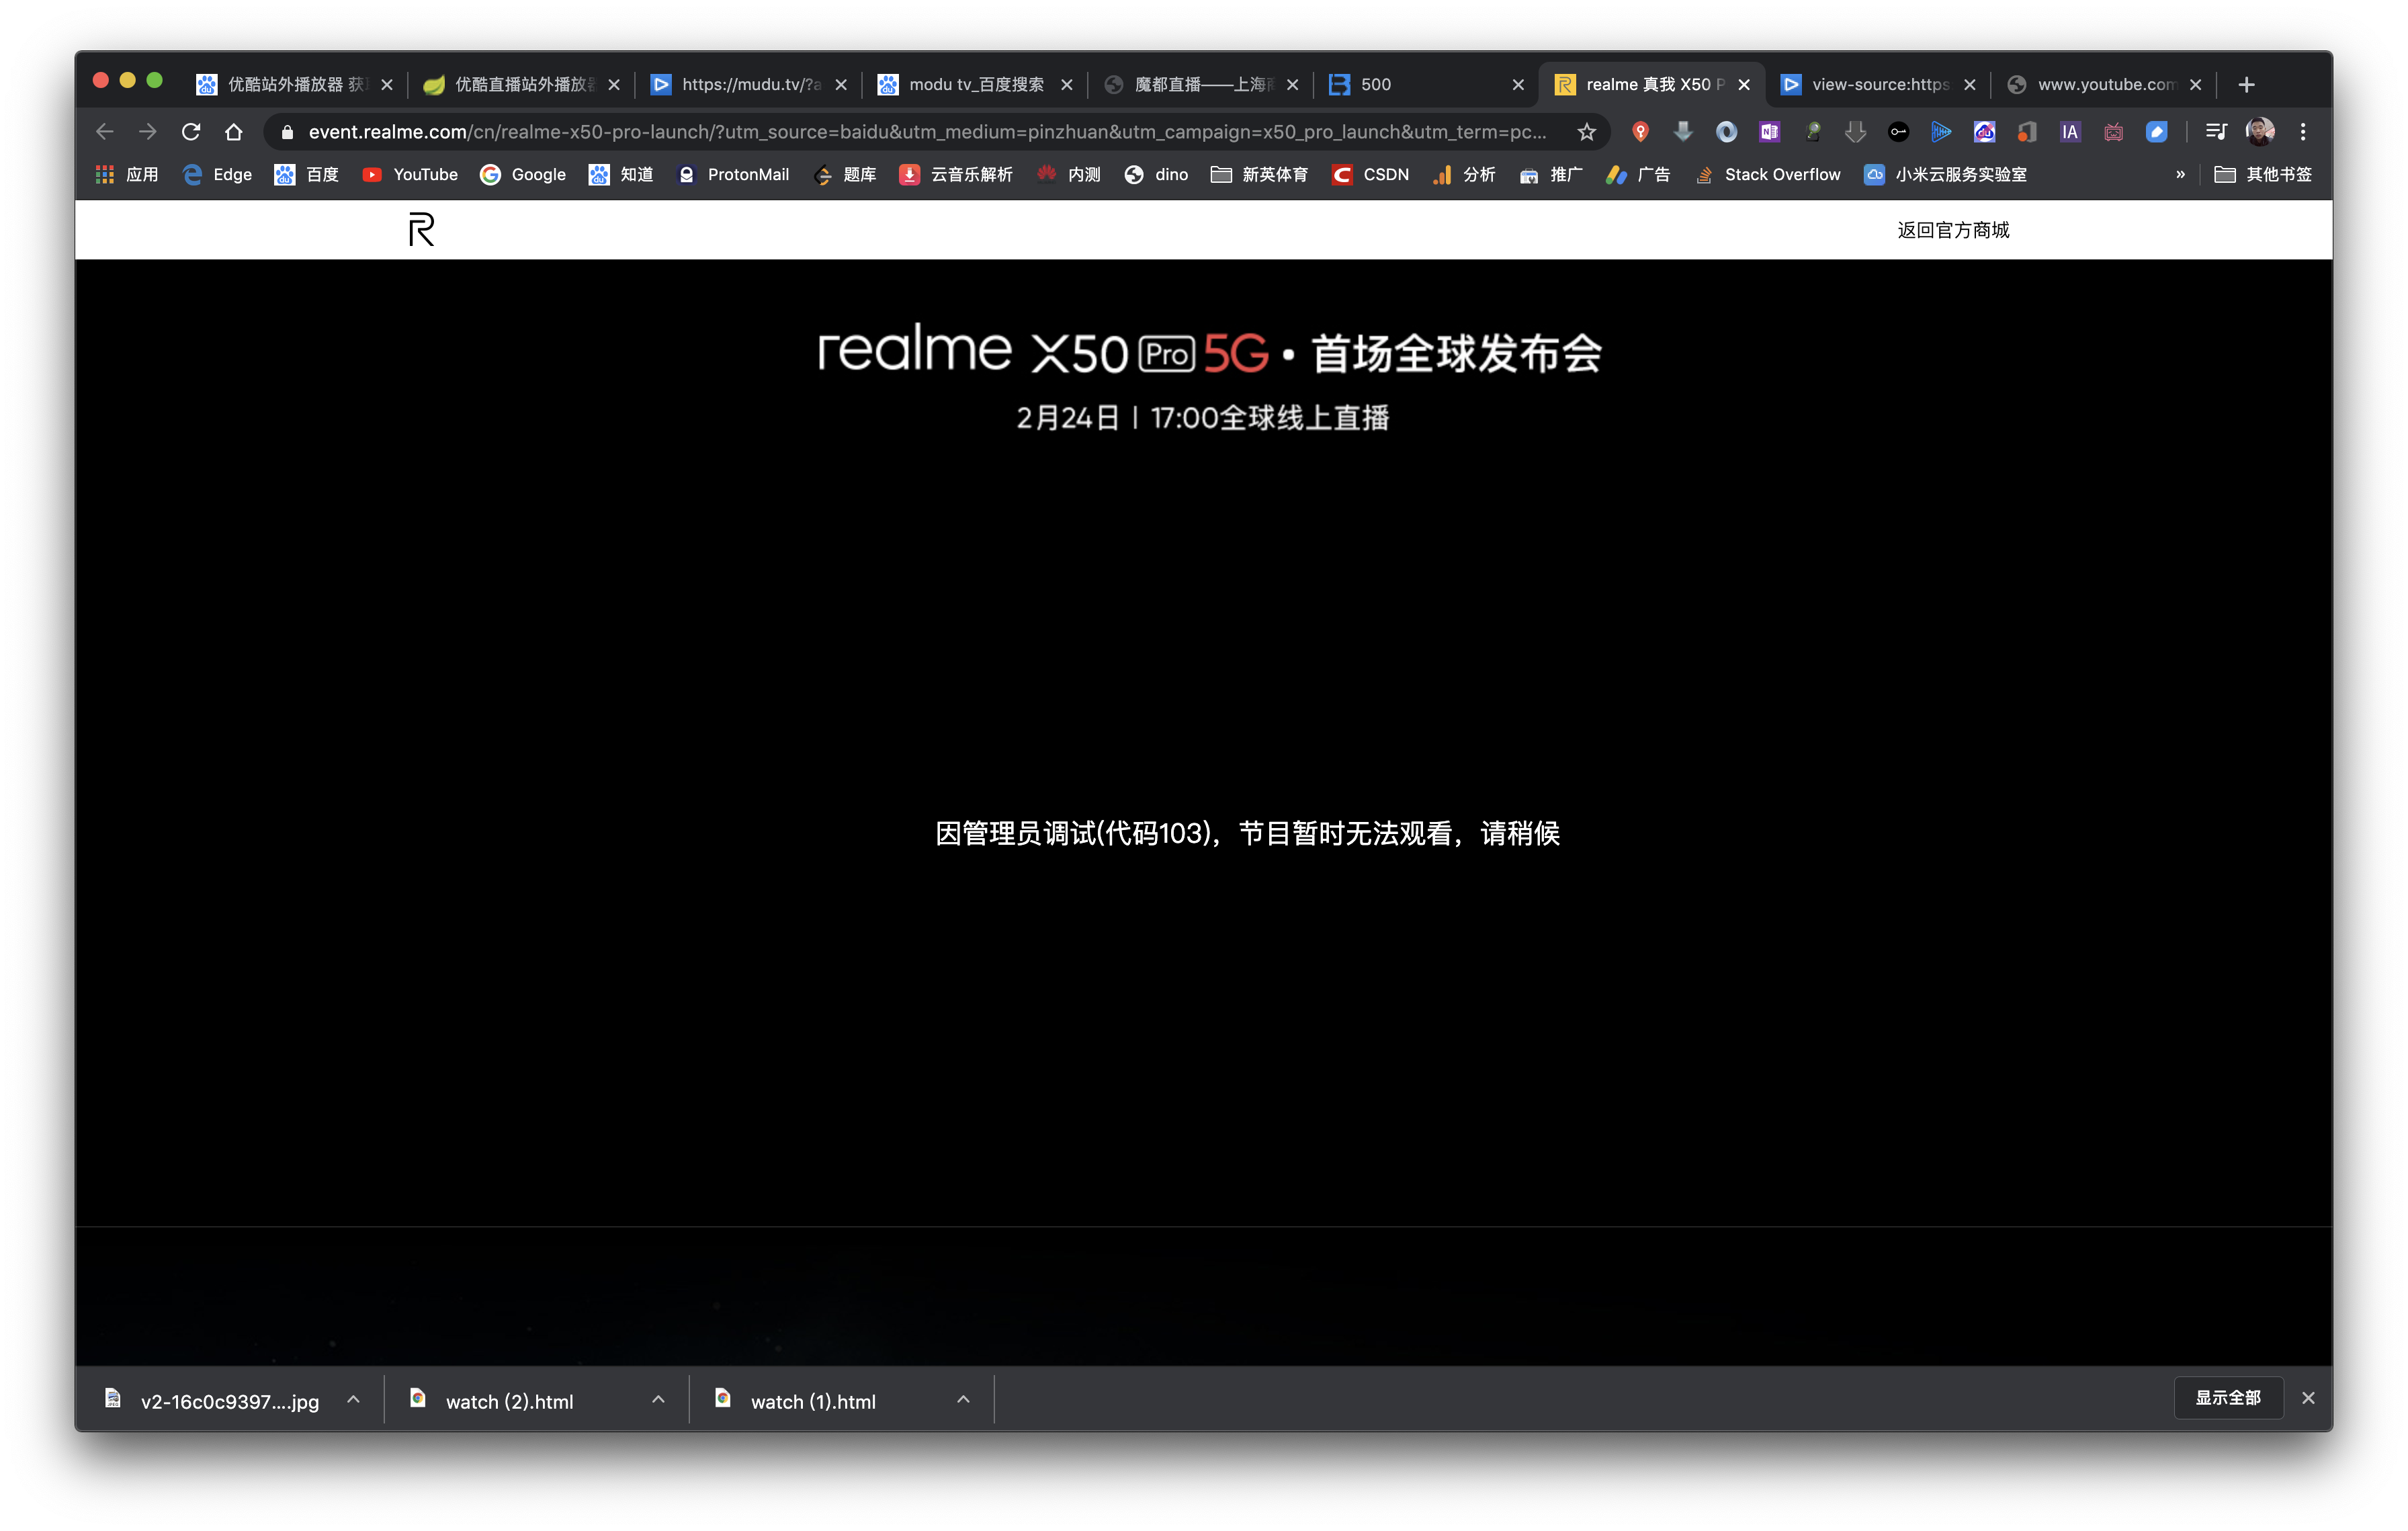 优酷站外播放器 获
优酷直播站外播放器
https://mudu.tv/?a
modu tv_百度搜索
魔都直播——上海
500
realme 真我 X50 P
view-source:https
www.youtube.com
event.realme.com/cn/realme-x50-pro-launch/?utm_source=baidu&utm_medium=pinzhuan&utm_campaign=x50_pro_launch&utm_term=pc...
IA
应用 Edge 百度 YouTube Google 知道 ProtonMail 题库 云音乐解析 内测 dino 新英体育 CSDN 分析 推广 广告 Stack Overflow 小米云服务实验室 » 其他书签
返回官方商城
realme X50 Pro 5G · 首场全球发布会
2月24日 | 17:00全球线上直播
因管理员调试(代码103)，节目暂时无法观看，请稍候
v2-16c0c9397....jpg
watch (2).html
watch (1).html
显示全部